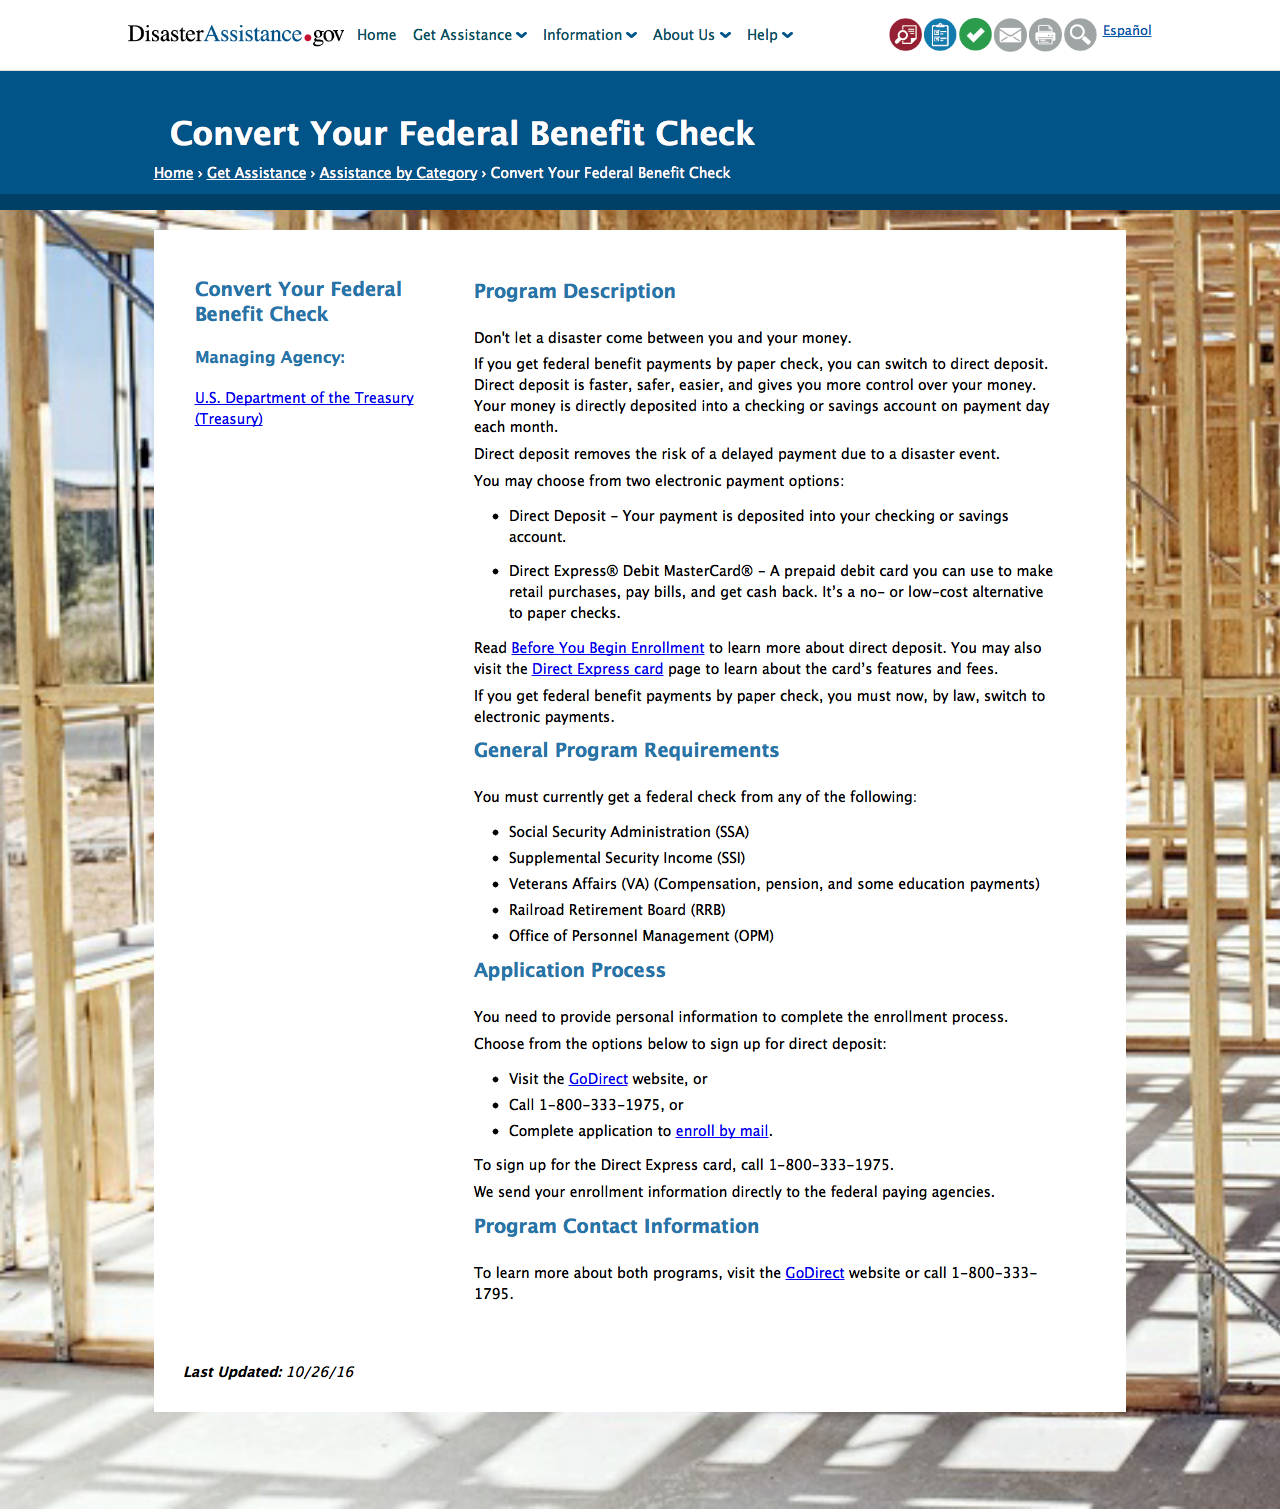 DisasterAssistance.gov Home Get Assistance Information About Us Help Español
Convert Your Federal Benefit Check
Home › Get Assistance › Assistance by Category › Convert Your Federal Benefit Check
Convert Your Federal
Benefit Check
Managing Agency:
U.S. Department of the Treasury
(Treasury)
Program Description
Don't let a disaster come between you and your money.
If you get federal benefit payments by paper check, you can switch to direct deposit.
Direct deposit is faster, safer, easier, and gives you more control over your money.
Your money is directly deposited into a checking or savings account on payment day
each month.
Direct deposit removes the risk of a delayed payment due to a disaster event.
You may choose from two electronic payment options:
• Direct Deposit – Your payment is deposited into your checking or savings
account.
• Direct Express® Debit MasterCard® – A prepaid debit card you can use to make
retail purchases, pay bills, and get cash back. It’s a no- or low-cost alternative
to paper checks.
Read Before You Begin Enrollment to learn more about direct deposit. You may also
visit the Direct Express card page to learn about the card’s features and fees.
If you get federal benefit payments by paper check, you must now, by law, switch to
electronic payments.
General Program Requirements
You must currently get a federal check from any of the following:
• Social Security Administration (SSA)
• Supplemental Security Income (SSI)
• Veterans Affairs (VA) (Compensation, pension, and some education payments)
• Railroad Retirement Board (RRB)
• Office of Personnel Management (OPM)
Application Process
You need to provide personal information to complete the enrollment process.
Choose from the options below to sign up for direct deposit:
• Visit the GoDirect website, or
• Call 1-800-333-1975, or
• Complete application to enroll by mail.
To sign up for the Direct Express card, call 1-800-333-1975.
We send your enrollment information directly to the federal paying agencies.
Program Contact Information
To learn more about both programs, visit the GoDirect website or call 1-800-333-
1795.
Last Updated: 10/26/16